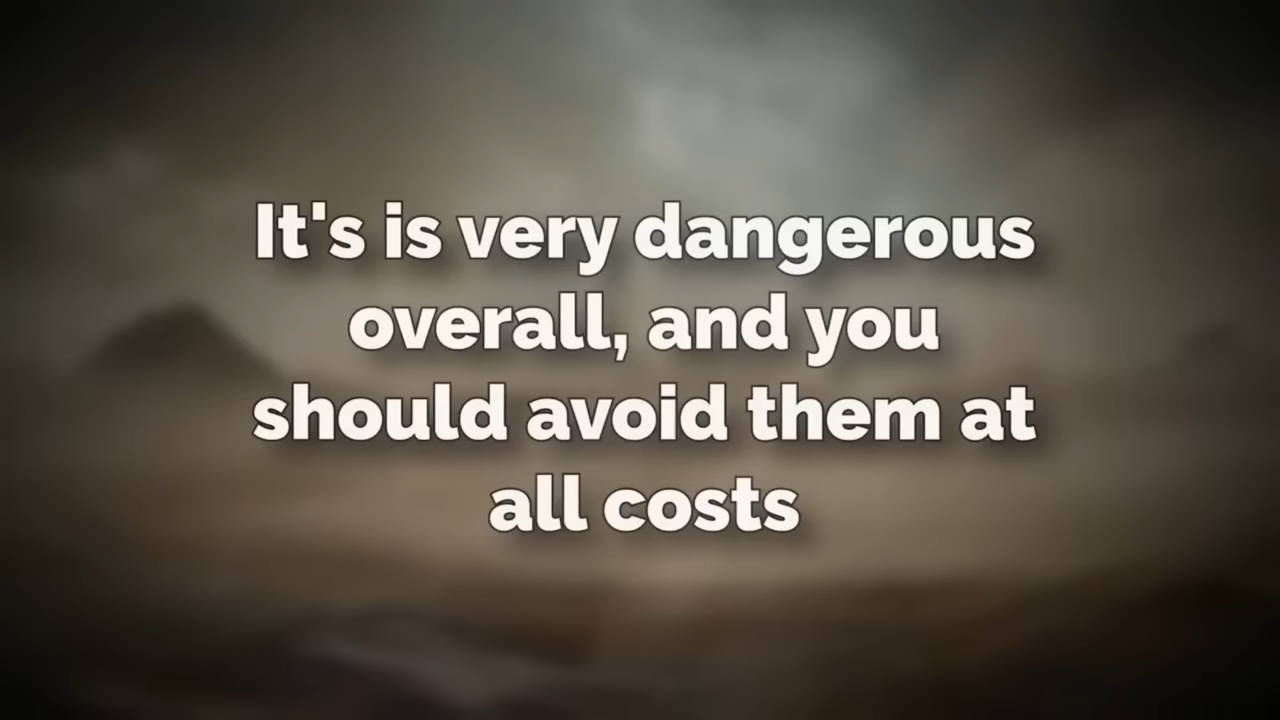 It's is very dangerous
overall, and you
should avoid them at
all costs